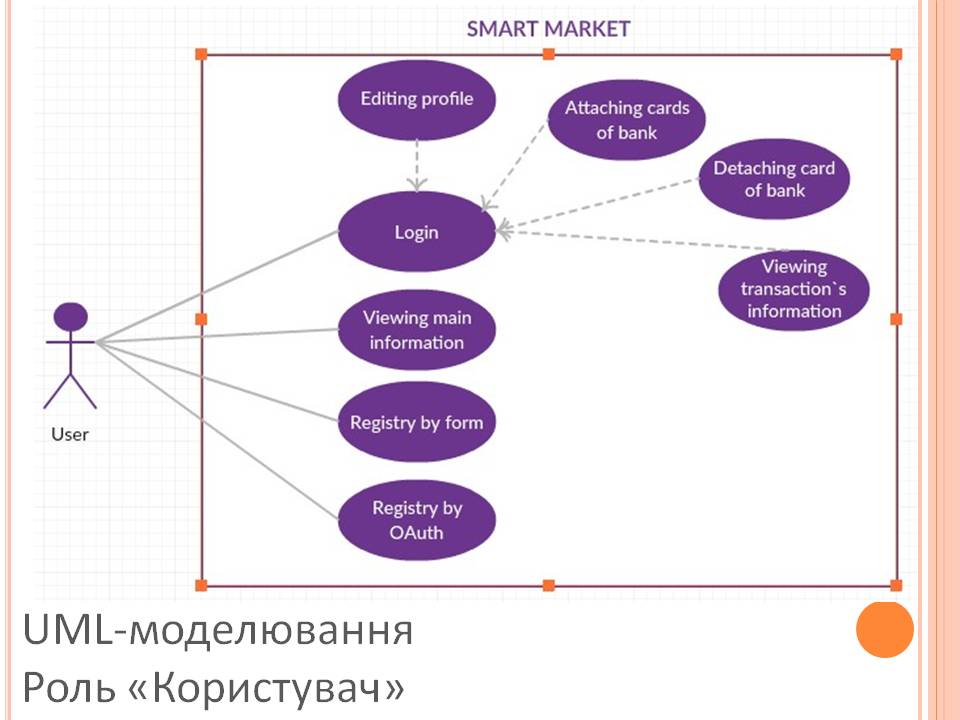 SMART MARKET
Editing profile
Attaching cards
of bank
Detaching card
of bank
Login
Viewing
transaction`s
information
Viewing main
information
Registry by form
User
Registry by
OAuth
UML-моделювання
Роль «Користувач»